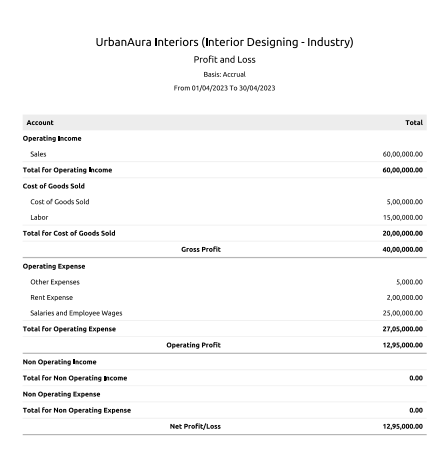 UrbanAura Interiors (Interior Designing - Industry)
Profit and Loss
Basis: Accrual
From 01/04/2023 To 30/04/2023
Account Total
Operating Income
Sales 60,00,000.00
Total for Operating Income 60,00,000.00
Cost of Goods Sold
Cost of Goods Sold 5,00,000.00
Labor 15,00,000.00
Total for Cost of Goods Sold 20,00,000.00
Gross Profit 40,00,000.00
Operating Expense
Other Expenses 5,000.00
Rent Expense 2,00,000.00
Salaries and Employee Wages 25,00,000.00
Total for Operating Expense 27,05,000.00
Operating Profit 12,95,000.00
Non Operating Income
Total for Non Operating Income 0.00
Non Operating Expense
Total for Non Operating Expense 0.00
Net Profit/Loss 12,95,000.00